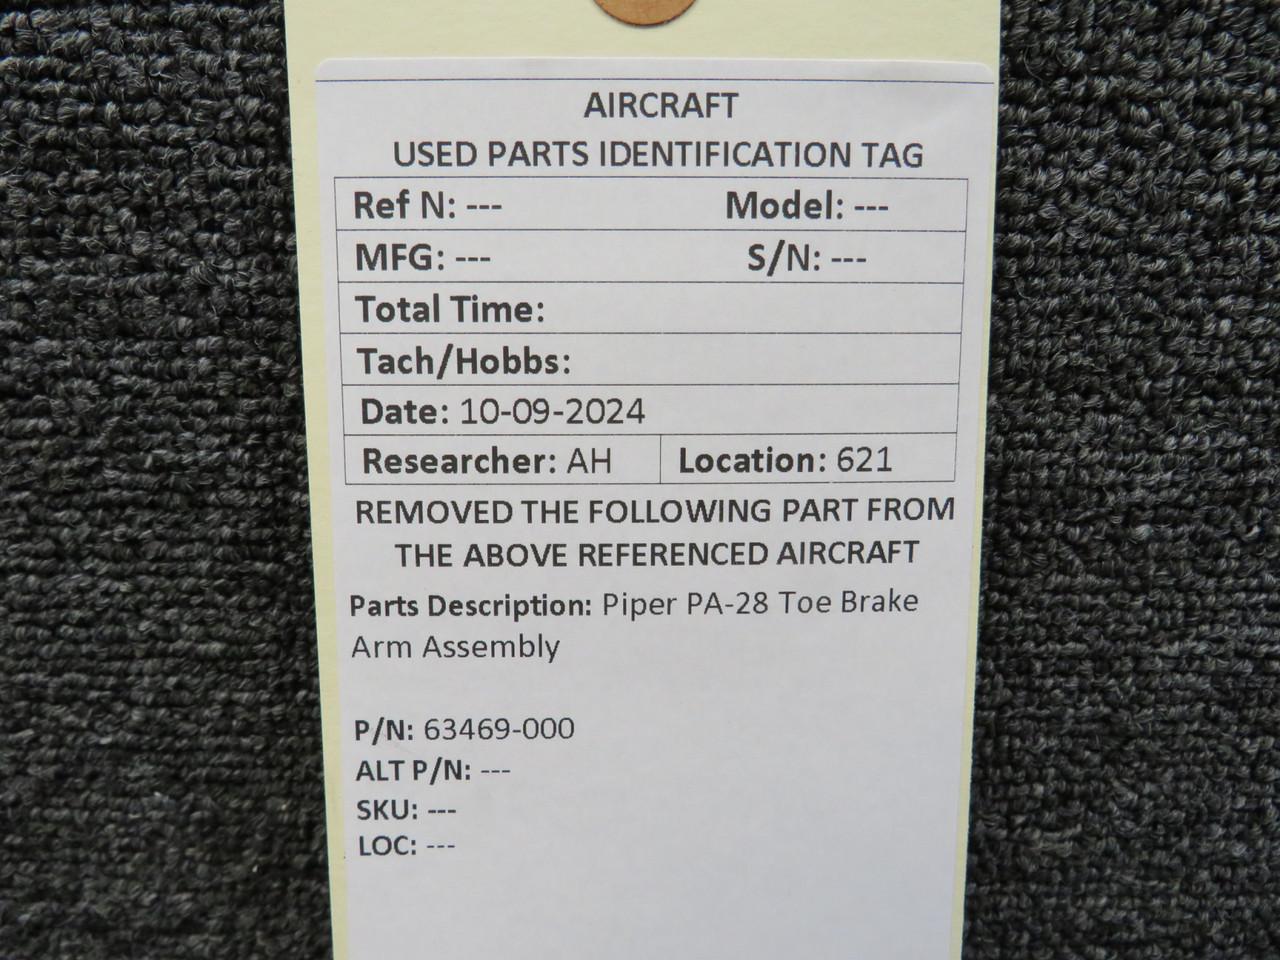 AIRCRAFT
USED PARTS IDENTIFICATION TAG
Ref N: --- Model: ---
MFG: --- S/N: ---
Total Time:
Tach/Hobbs:
Date: 10-09-2024
Researcher: AH Location: 621
REMOVED THE FOLLOWING PART FROM
THE ABOVE REFERENCED AIRCRAFT
Parts Description: Piper PA-28 Toe Brake
Arm Assembly
P/N: 63469-000
ALT P/N: ---
SKU: ---
LOC: ---